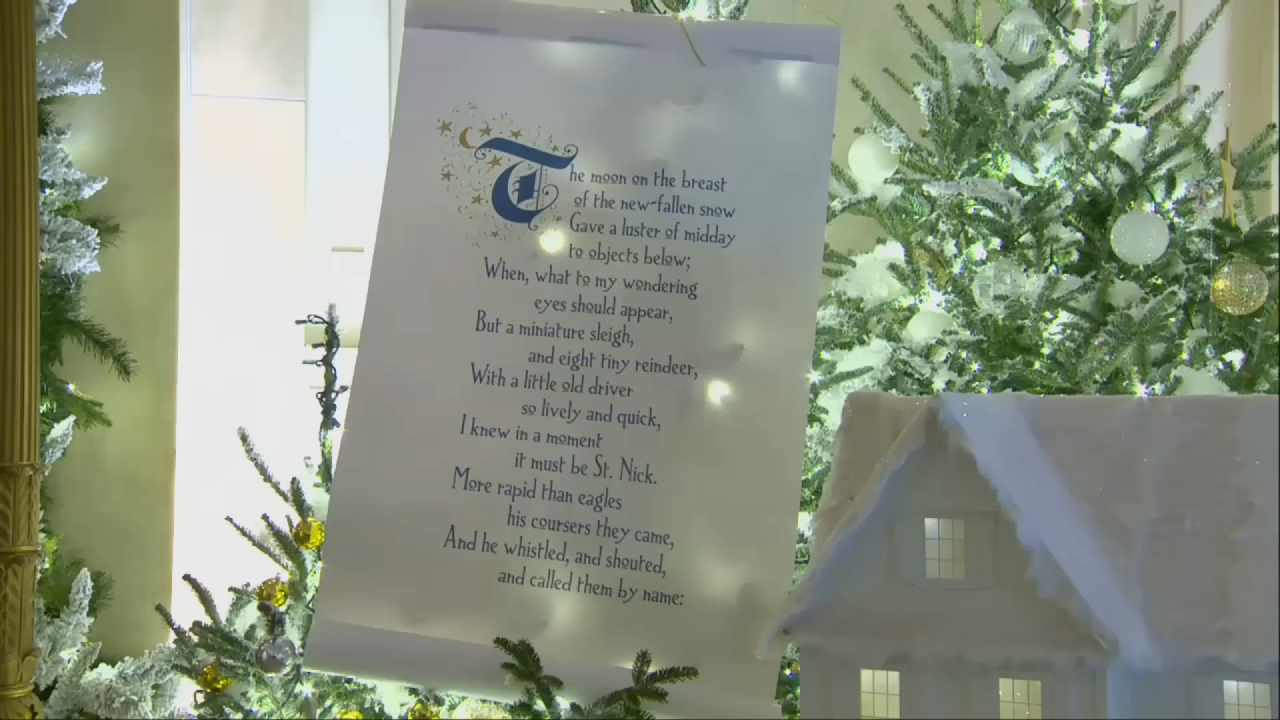 The moon on the breast
of the new-fallen snow
Gave a luster of midday
to objects below;
When, what to my wondering
eyes should appear,
But a miniature sleigh,
and eight tiny reindeer,
With a little old driver
so lively and quick,
I knew in a moment
it must be St. Nick.
More rapid than eagles
his coursers they came,
And he whistled, and shouted,
and called them by name: